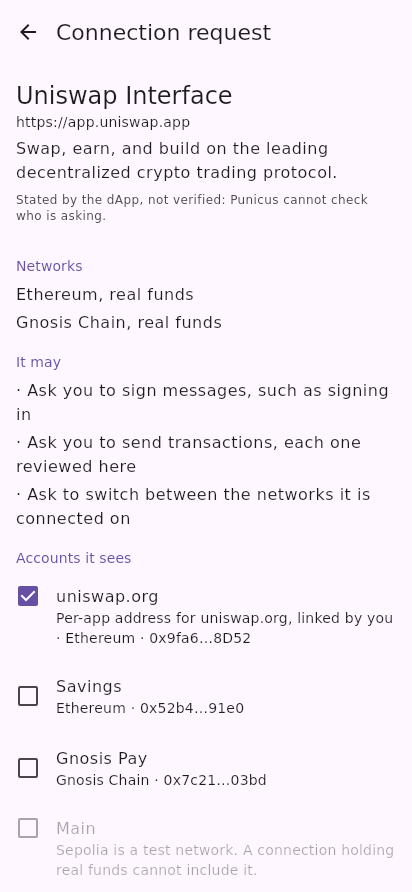 Connection request
Uniswap Interface
https://app.uniswap.app
Swap, earn, and build on the leading
decentralized crypto trading protocol.
Stated by the dApp, not verified: Punicus cannot check
who is asking.
Networks
Ethereum, real funds
Gnosis Chain, real funds
It may
· Ask you to sign messages, such as signing
in
· Ask you to send transactions, each one
reviewed here
· Ask to switch between the networks it is
connected on
Accounts it sees
uniswap.org
Per-app address for uniswap.org, linked by you
· Ethereum · 0x9fa6...8D52
Savings
Ethereum · 0x52b4...91e0
Gnosis Pay
Gnosis Chain · 0x7c21...03bd
Main
Sepolia is a test network. A connection holding
real funds cannot include it.